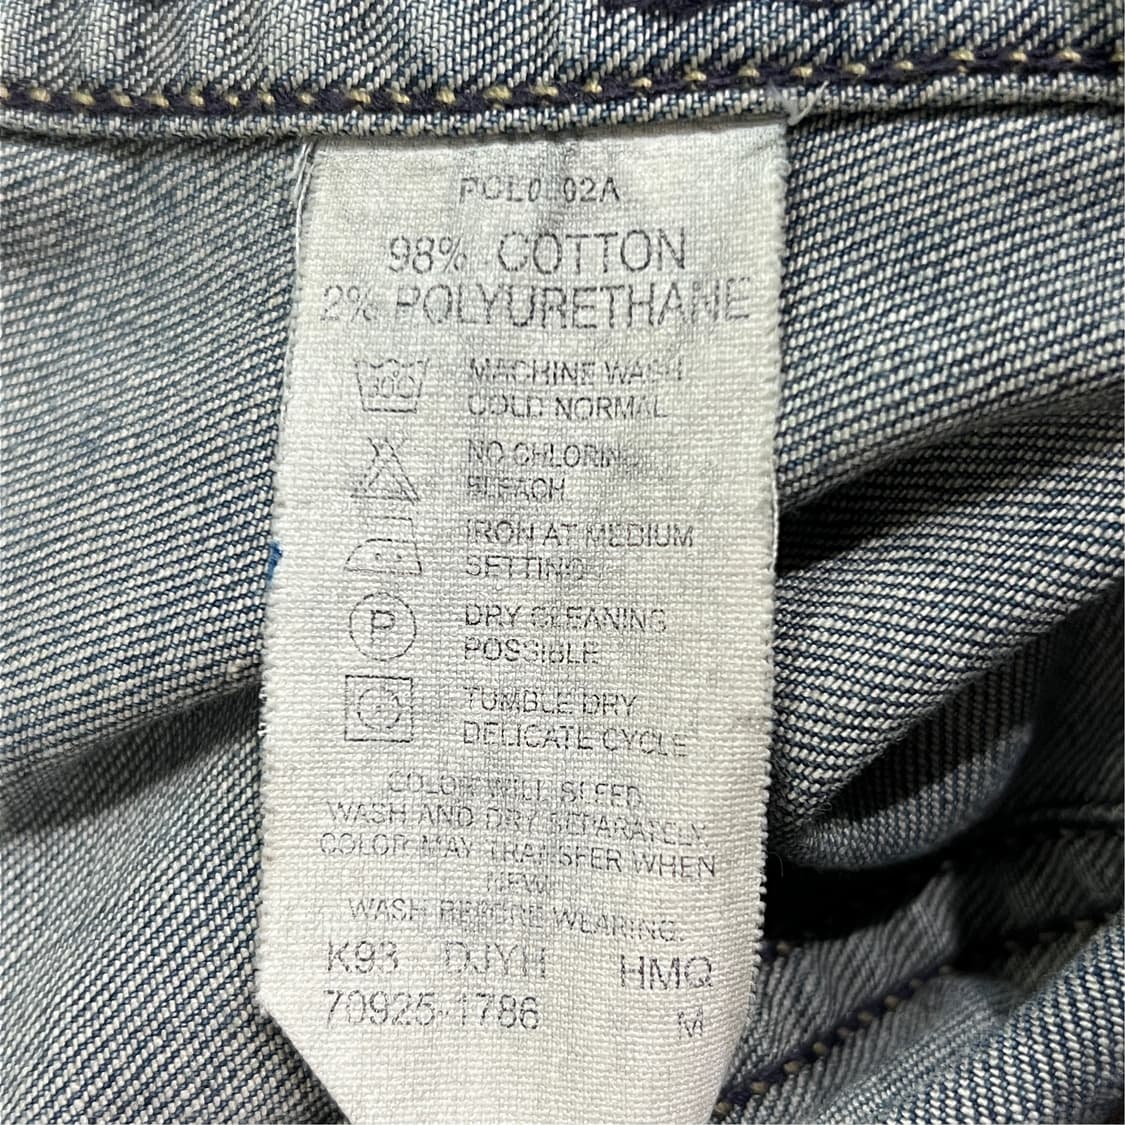 98% COTTON
2% POLYURETHANE
30C
MACHINE WASH
COLD NORMAL
NO CHLORINE
BLEACH
IRON AT MEDIUM
SETTING
P
DRY CLEANING
POSSIBLE
TUMBLE DRY
DELICATE CYCLE
COLOR WILL BLEED
WASH AND DRY SEPARATELY
COLOR MAY TRANSFER WHEN
NEW
WASH BEFORE WEARING.
K93 DJYH HMQ
70925-1786 M